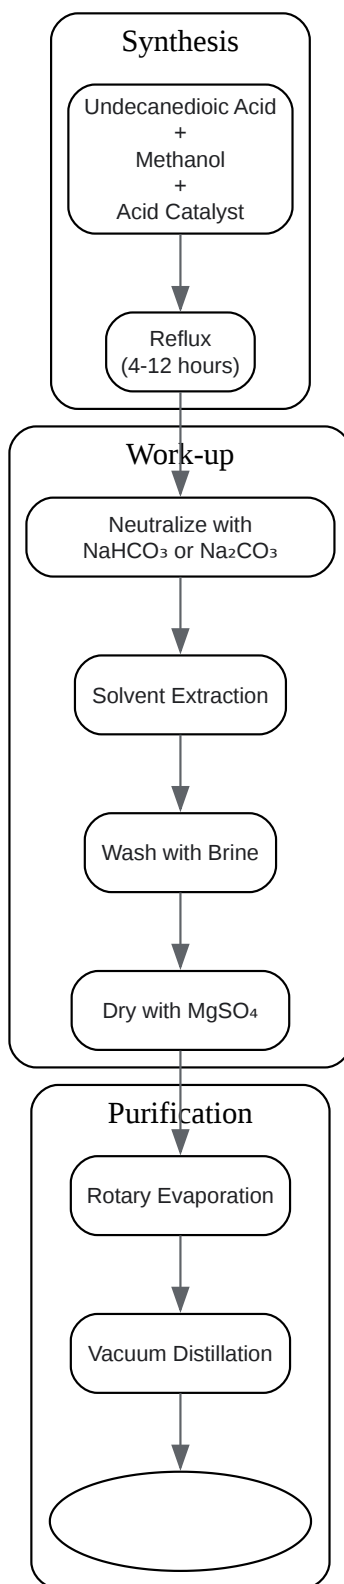 Synthesis
Undecanedioic Acid
+
Methanol
+
Acid Catalyst
Reflux
(4-12 hours)
Work-up
Neutralize with
NaHCO₃ or Na₂CO₃
Solvent Extraction
Wash with Brine
Dry with MgSO₄
Purification
Rotary Evaporation
Vacuum Distillation